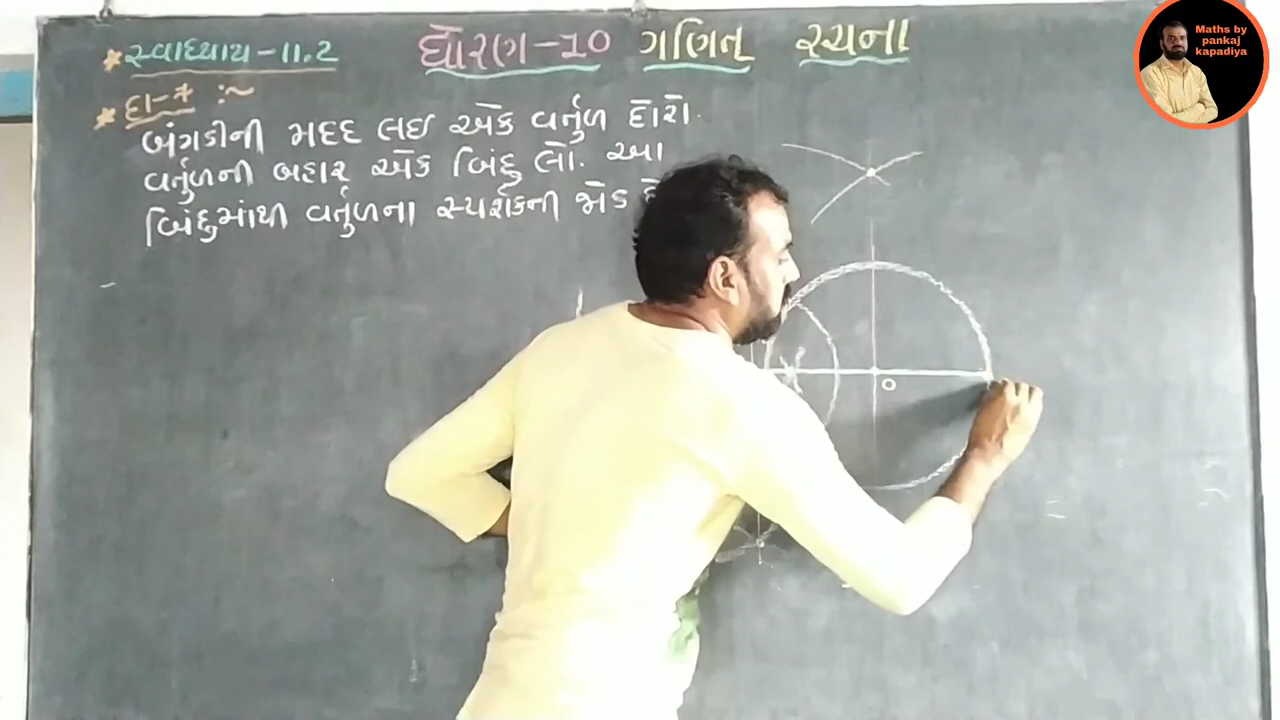 સ્વાધ્યાય-11.2
ધોરણ-10 ગણિત રચના
દા-7 :~
બંગડીની મદદ લઈ એક વર્તુળ દોરો.
વર્તુળની બહાર એક બિંદુ લો. આ
બિંદુમાંથી વર્તુળના સ્પર્શકની જોડ
O
Maths by
pankaj
kapadiya